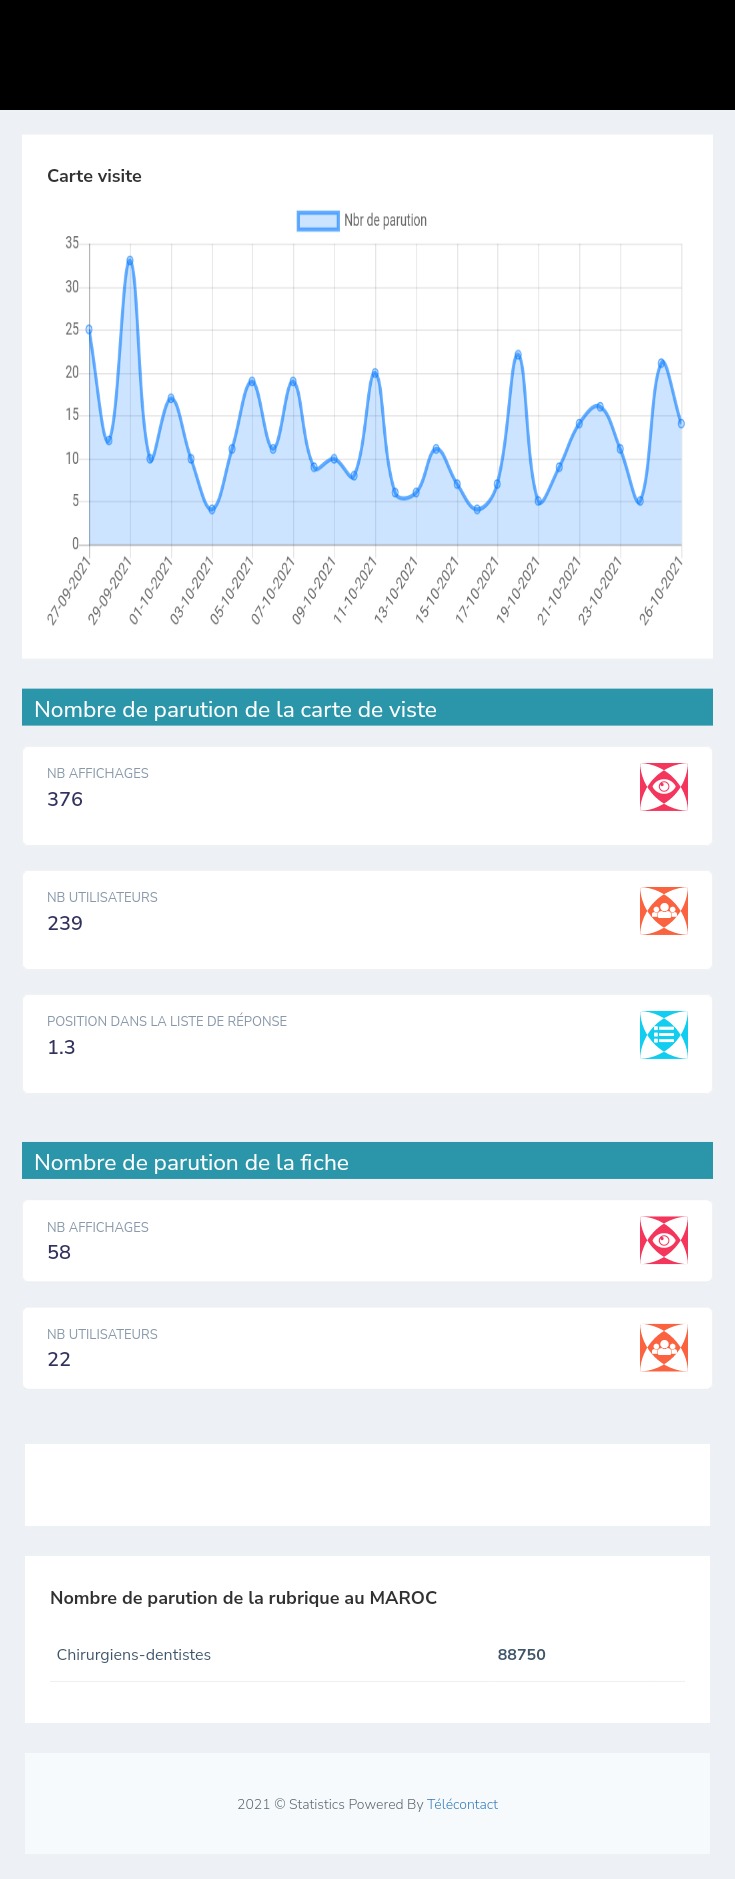 Carte visite
Nbr de parution
35
30
25
20
15
10
5
0
27-09-2021
29-09-2021
01-10-2021
03-10-2021
05-10-2021
07-10-2021
09-10-2021
11-10-2021
13-10-2021
15-10-2021
17-10-2021
19-10-2021
21-10-2021
23-10-2021
26-10-2021
Nombre de parution de la carte de viste
NB AFFICHAGES
376
NB UTILISATEURS
239
POSITION DANS LA LISTE DE RÉPONSE
1.3
Nombre de parution de la fiche
NB AFFICHAGES
58
NB UTILISATEURS
22
Nombre de parution de la rubrique au MAROC
Chirurgiens-dentistes 88750
2021 © Statistics Powered By Télécontact